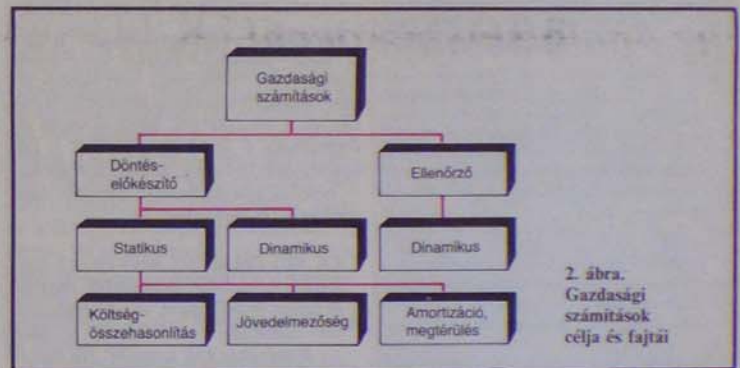 Gazdasági
számítások
Döntés-
előkészítő
Ellenőrző
Statikus
Dinamikus
Dinamikus
Költség-
összehasonlítás
Jövedelmezőség
Amortizáció,
megtérülés
2. ábra.
Gazdasági
számítások
célja és fajtái